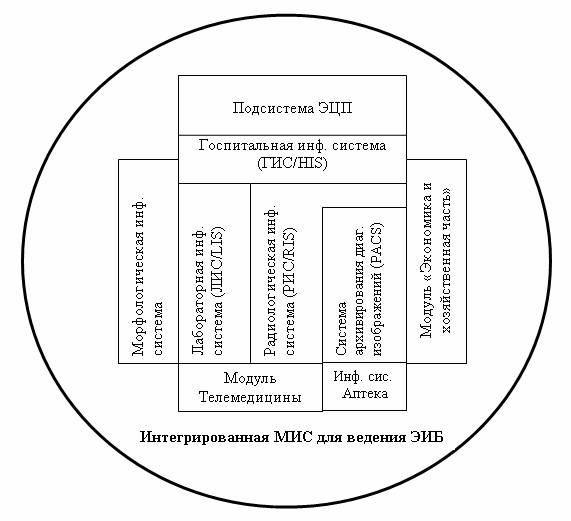 Подсистема ЭЦП
Госпитальная инф. система
(ГИС/HIS)
Морфологическая инф.
система
Лабораторная инф.
система (ЛИС/LIS)
Радиологическая инф.
система (РИС/RIS)
Система
архивирования диаг.
изображений (PACS)
Модуль «Экономика и
хозяйственная часть»
Модуль
Телемедицины
Инф. сис.
Аптека
Интегрированная МИС для ведения ЭИБ